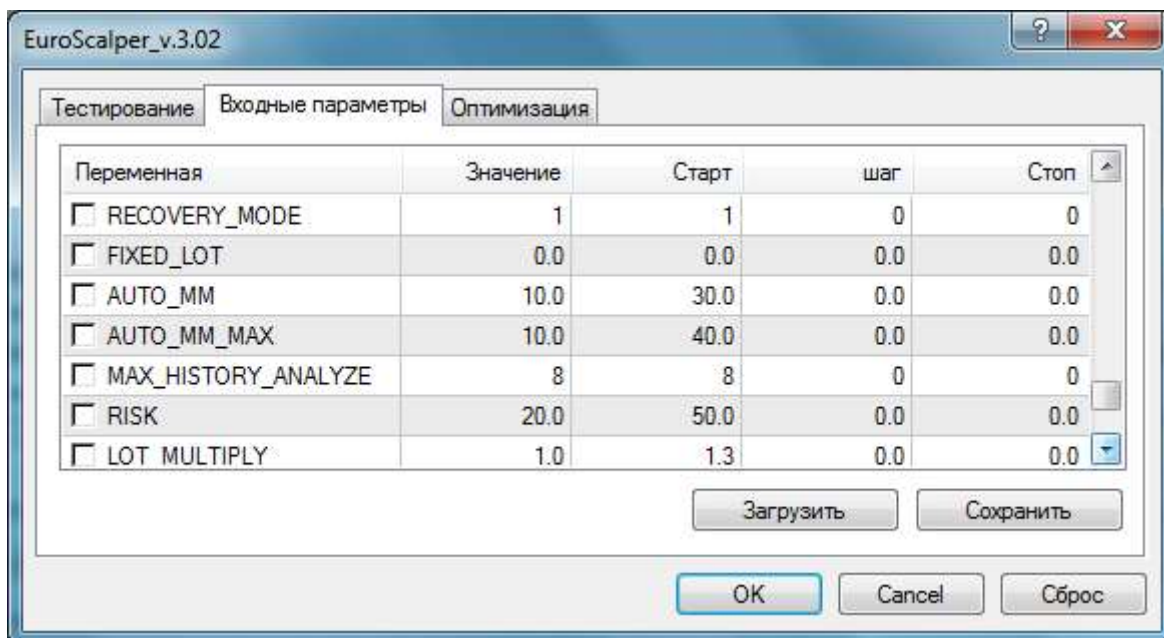 EuroScalper_v.3.02
?
Тестирование Входные параметры Оптимизация
Переменная Значение Старт шаг Стоп
RECOVERY_MODE 1 1 0 0
FIXED_LOT 0.0 0.0 0.0 0.0
AUTO_MM 10.0 30.0 0.0 0.0
AUTO_MM_MAX 10.0 40.0 0.0 0.0
MAX_HISTORY_ANALYZE 8 8 0 0
RISK 20.0 50.0 0.0 0.0
LOT_MULTIPLY 1.0 1.3 0.0 0.0
Загрузить Сохранить
OK Cancel Сброс